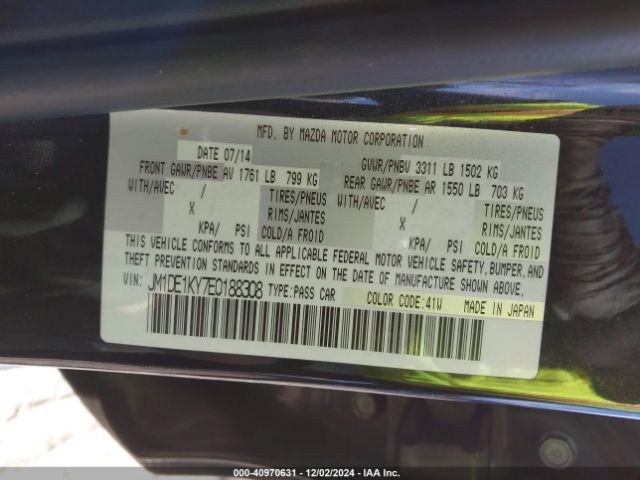 MFD. BY MAZDA MOTOR CORPORATION
DATE 07/14 GVWR/PNBV 3311 LB 1502 KG
FRONT GAWR/PNBE AV 1761 LB 799 KG REAR GAWR/PNBE AR 1550 LB 703 KG
WITH/AVEC / TIRES/PNEUS WITH/AVEC / TIRES/PNEUS
X RIMS/JANTES X RIMS/JANTES
KPA/ PSI COLD/A FROID KPA/ PSI COLD/A FROID
THIS VEHICLE CONFORMS TO ALL APPLICABLE FEDERAL MOTOR VEHICLE SAFETY, BUMPER, AND
THEFT PREVENTION STANDARDS IN EFFECT ON THE DATE OF MANUFACTURE SHOWN ABOVE.
VIN: JM1DE1KY7E0188308 TYPE:PASS CAR COLOR CODE:41W MADE IN JAPAN
000-40970631 - 12/02/2024 - IAA Inc.